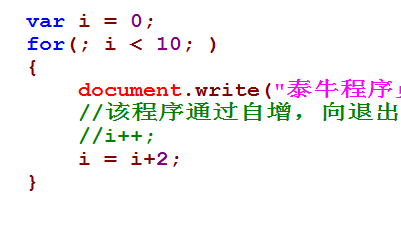 var i = 0;
for(; i < 10; )
{
document.write("泰牛程序
//该程序通过自增，向退出
//i++;
i = i+2;
}